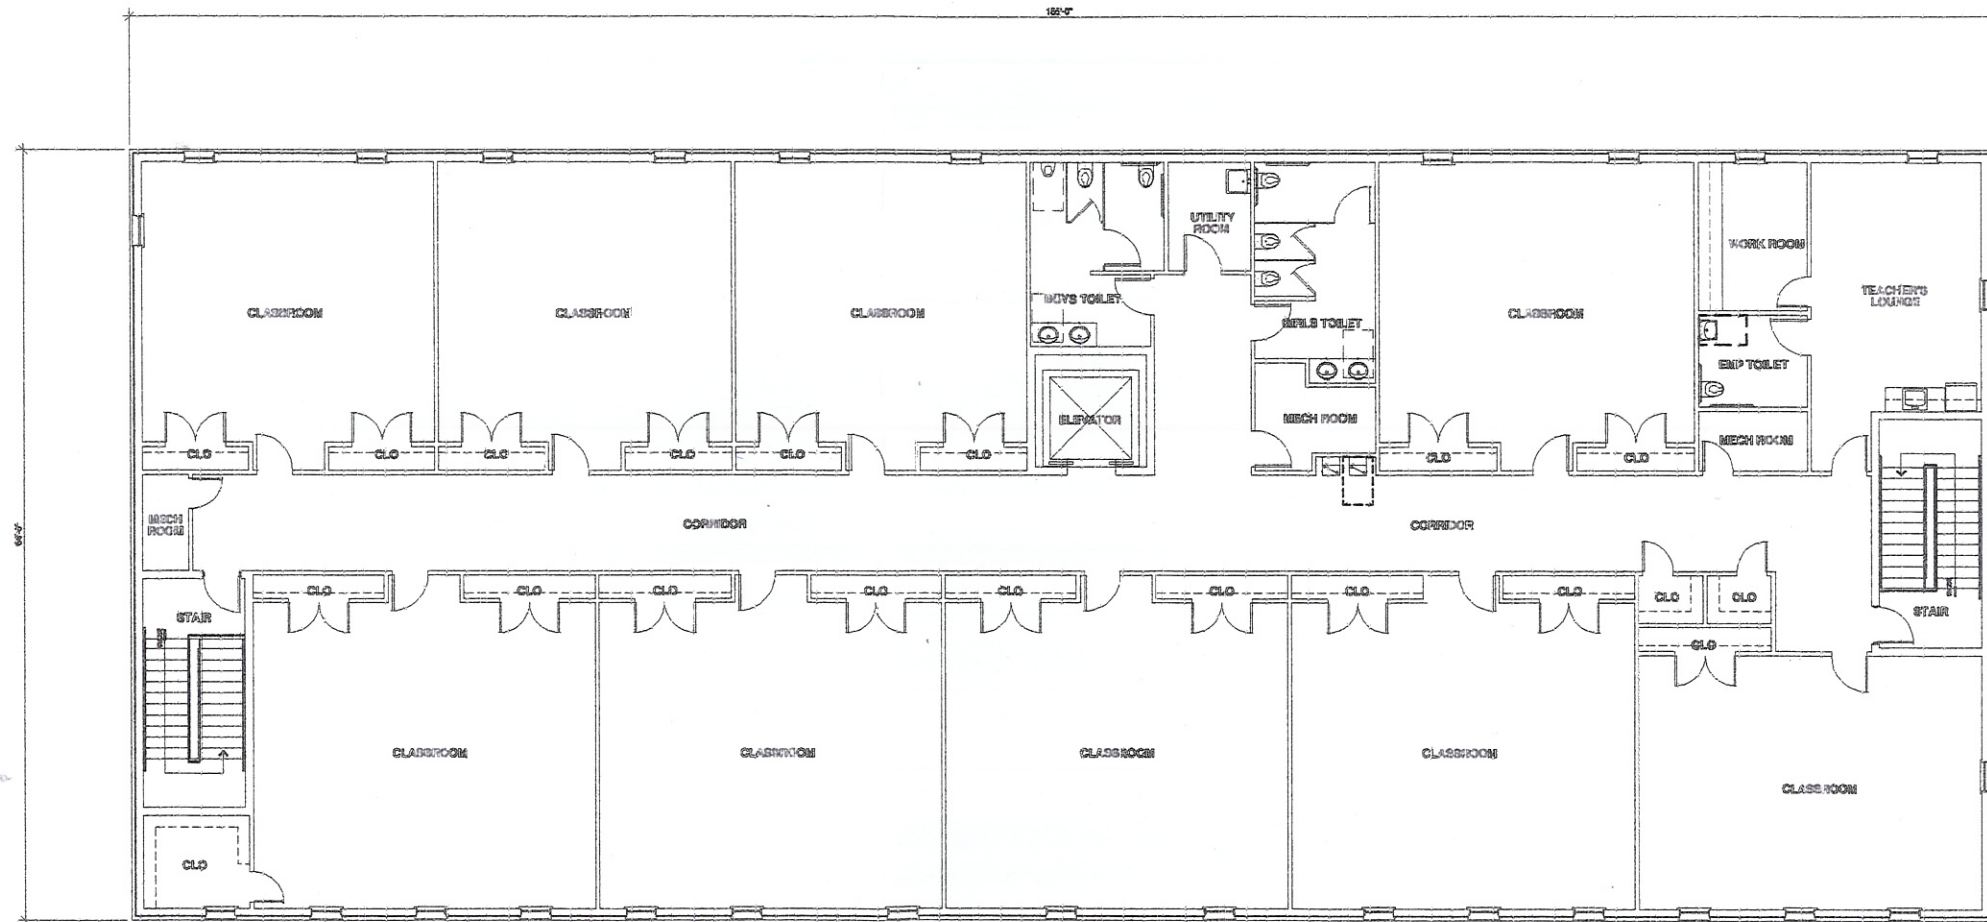 CLASSROOM
CLASSROOM
CLASSROOM
BOYS TOILET
UTILITY
ROOM
GIRLS TOILET
CLASSROOM
WORK ROOM
TEACHER'S
LOUNGE
EMP TOILET
ELEVATOR
MECH ROOM
MECH ROOM
CLO
CLO
CLO
CLO
CLO
CLO
CLO
CLO
MECH
ROOM
CORRIDOR
CORRIDOR
STAIR
CLO
CLO
CLO
CLO
CLO
CLO
CLO
CLO
CLO
CLO
STAIR
CLO
CLASSROOM
CLASSROOM
CLASSROOM
CLASSROOM
CLASSROOM
CLO